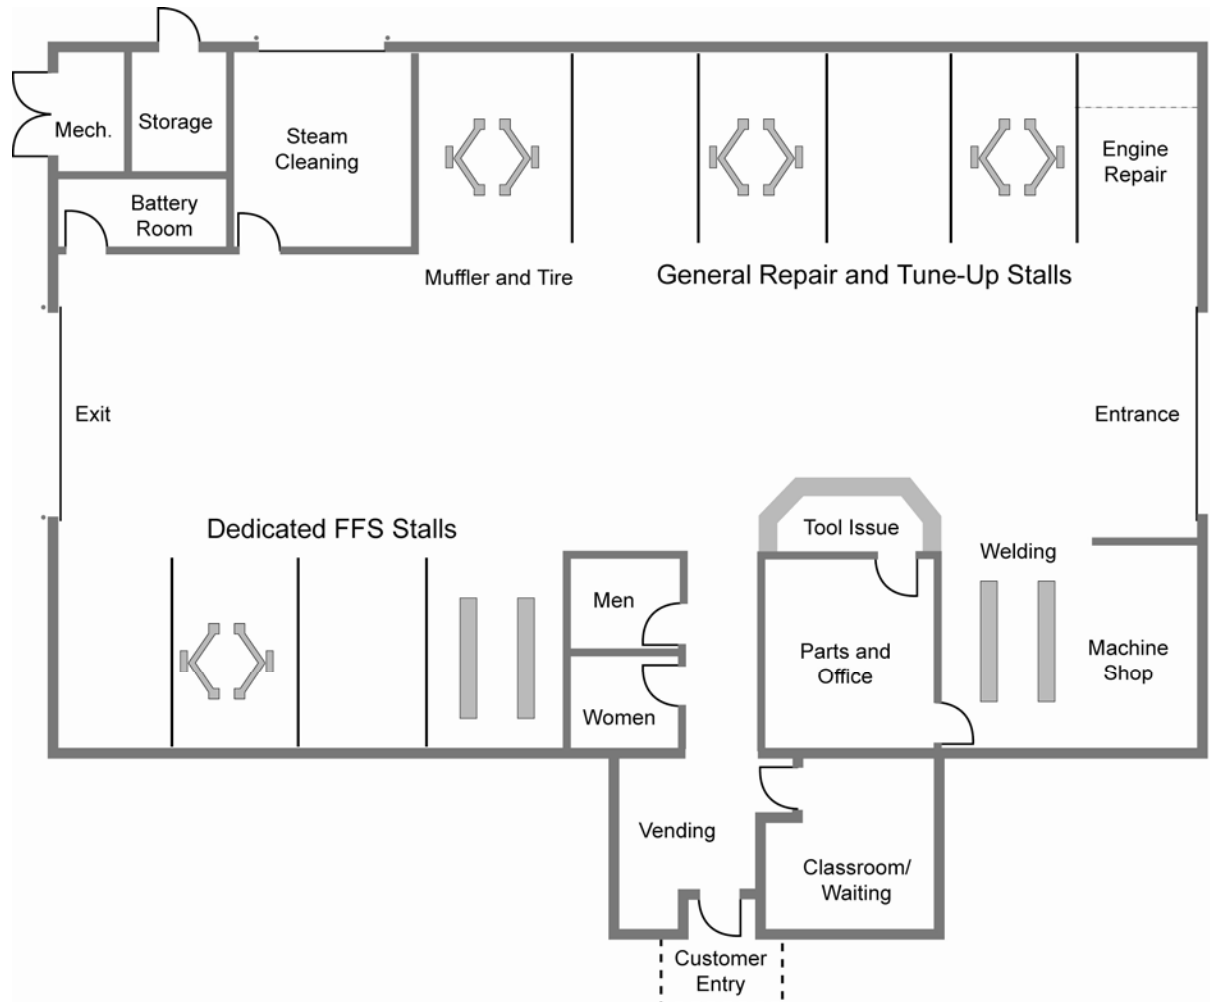 Mech.
Storage
Steam
Cleaning
Engine
Repair
Battery
Room
Muffler and Tire
General Repair and Tune-Up Stalls
Exit
Entrance
Dedicated FFS Stalls
Tool Issue
Welding
Men
Parts and
Office
Machine
Shop
Women
Vending
Classroom/
Waiting
Customer
Entry